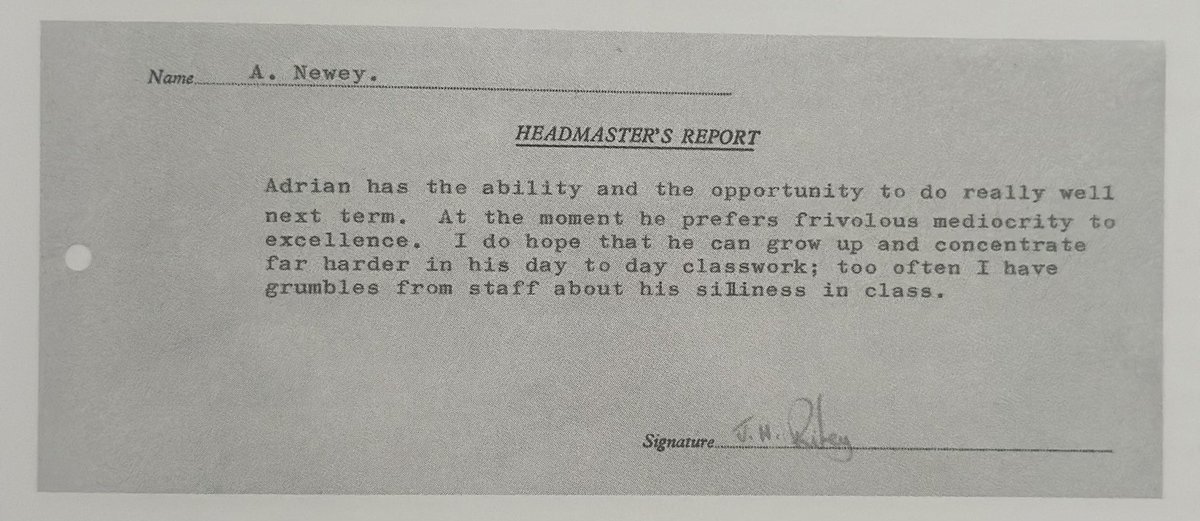 Name A. Newey.
HEADMASTER'S REPORT
Adrian has the ability and the opportunity to do really well
next term. At the moment he prefers frivolous mediocrity to
excellence. I do hope that he can grow up and concentrate
far harder in his day to day classwork; too often I have
grumbles from staff about his silliness in class.
Signature J. H. Riley